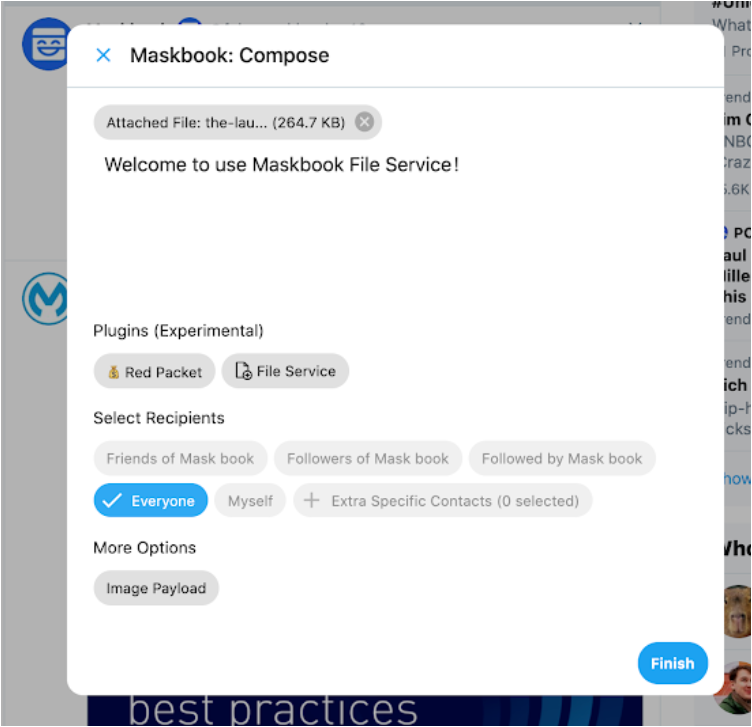 Maskbook: Compose
Attached File: the-lau... (264.7 KB)
Welcome to use Maskbook File Service!
Plugins (Experimental)
Red Packet
File Service
Select Recipients
Friends of Mask book
Followers of Mask book
Followed by Mask book
Everyone
Myself
Extra Specific Contacts (0 selected)
More Options
Image Payload
Finish
best practices
What